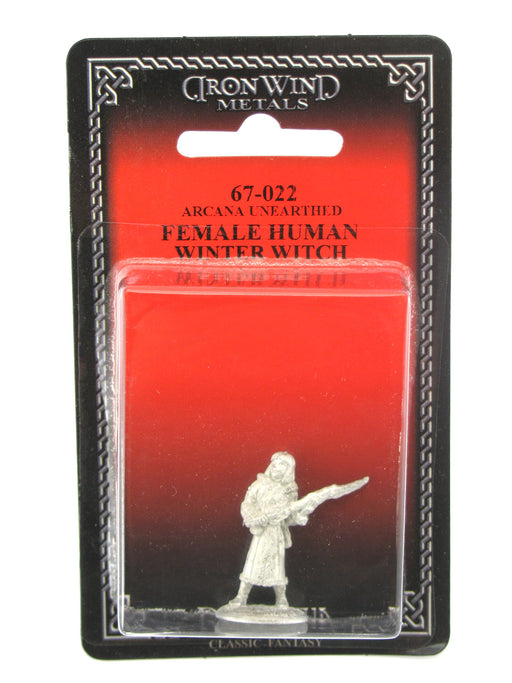 IRON WIND
METALS
67-022
ARCANA UNEARTHED
FEMALE HUMAN
WINTER WITCH
CLASSIC-FANTASY